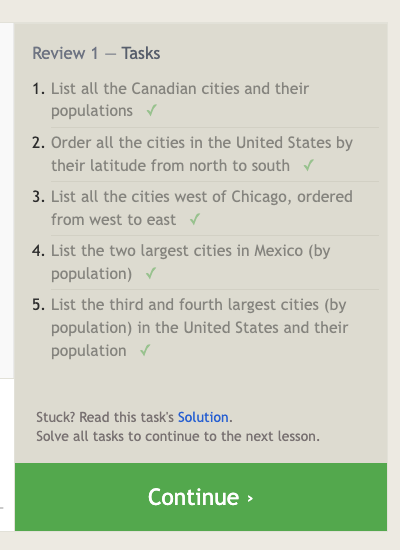 Review 1 — Tasks
1. List all the Canadian cities and their
populations ✓
2. Order all the cities in the United States by
their latitude from north to south ✓
3. List all the cities west of Chicago, ordered
from west to east ✓
4. List the two largest cities in Mexico (by
population) ✓
5. List the third and fourth largest cities (by
population) in the United States and their
population ✓
Stuck? Read this task's Solution.
Solve all tasks to continue to the next lesson.
Continue ›